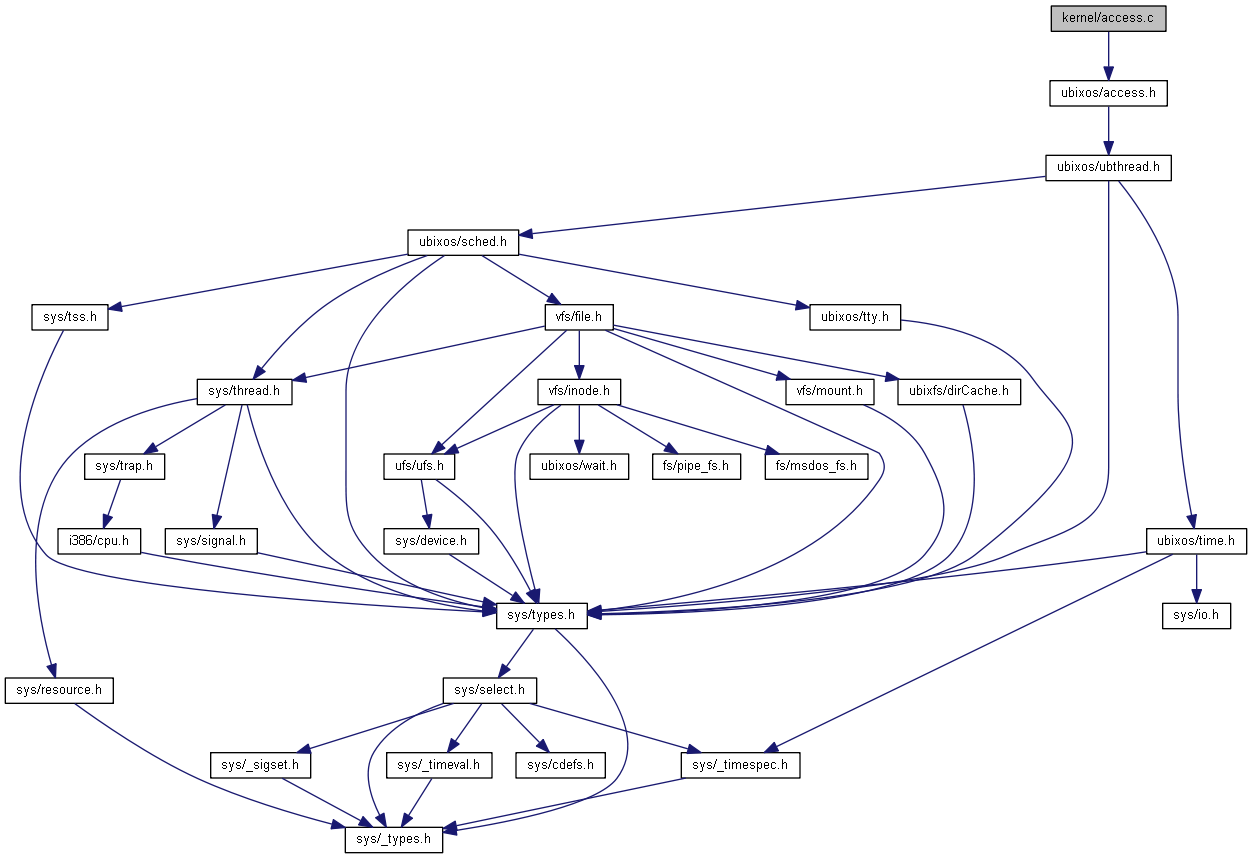 kernel/access.c
ubixos/access.h
ubixos/ubthread.h
ubixos/sched.h
sys/tss.h
vfs/file.h
ubixos/tty.h
sys/thread.h
vfs/inode.h
vfs/mount.h
ubixfs/dirCache.h
sys/trap.h
ufs/ufs.h
ubixos/wait.h
fs/pipe_fs.h
fs/msdos_fs.h
i386/cpu.h
sys/signal.h
sys/device.h
ubixos/time.h
sys/types.h
sys/io.h
sys/resource.h
sys/select.h
sys/_sigset.h
sys/_timeval.h
sys/cdefs.h
sys/_timespec.h
sys/_types.h